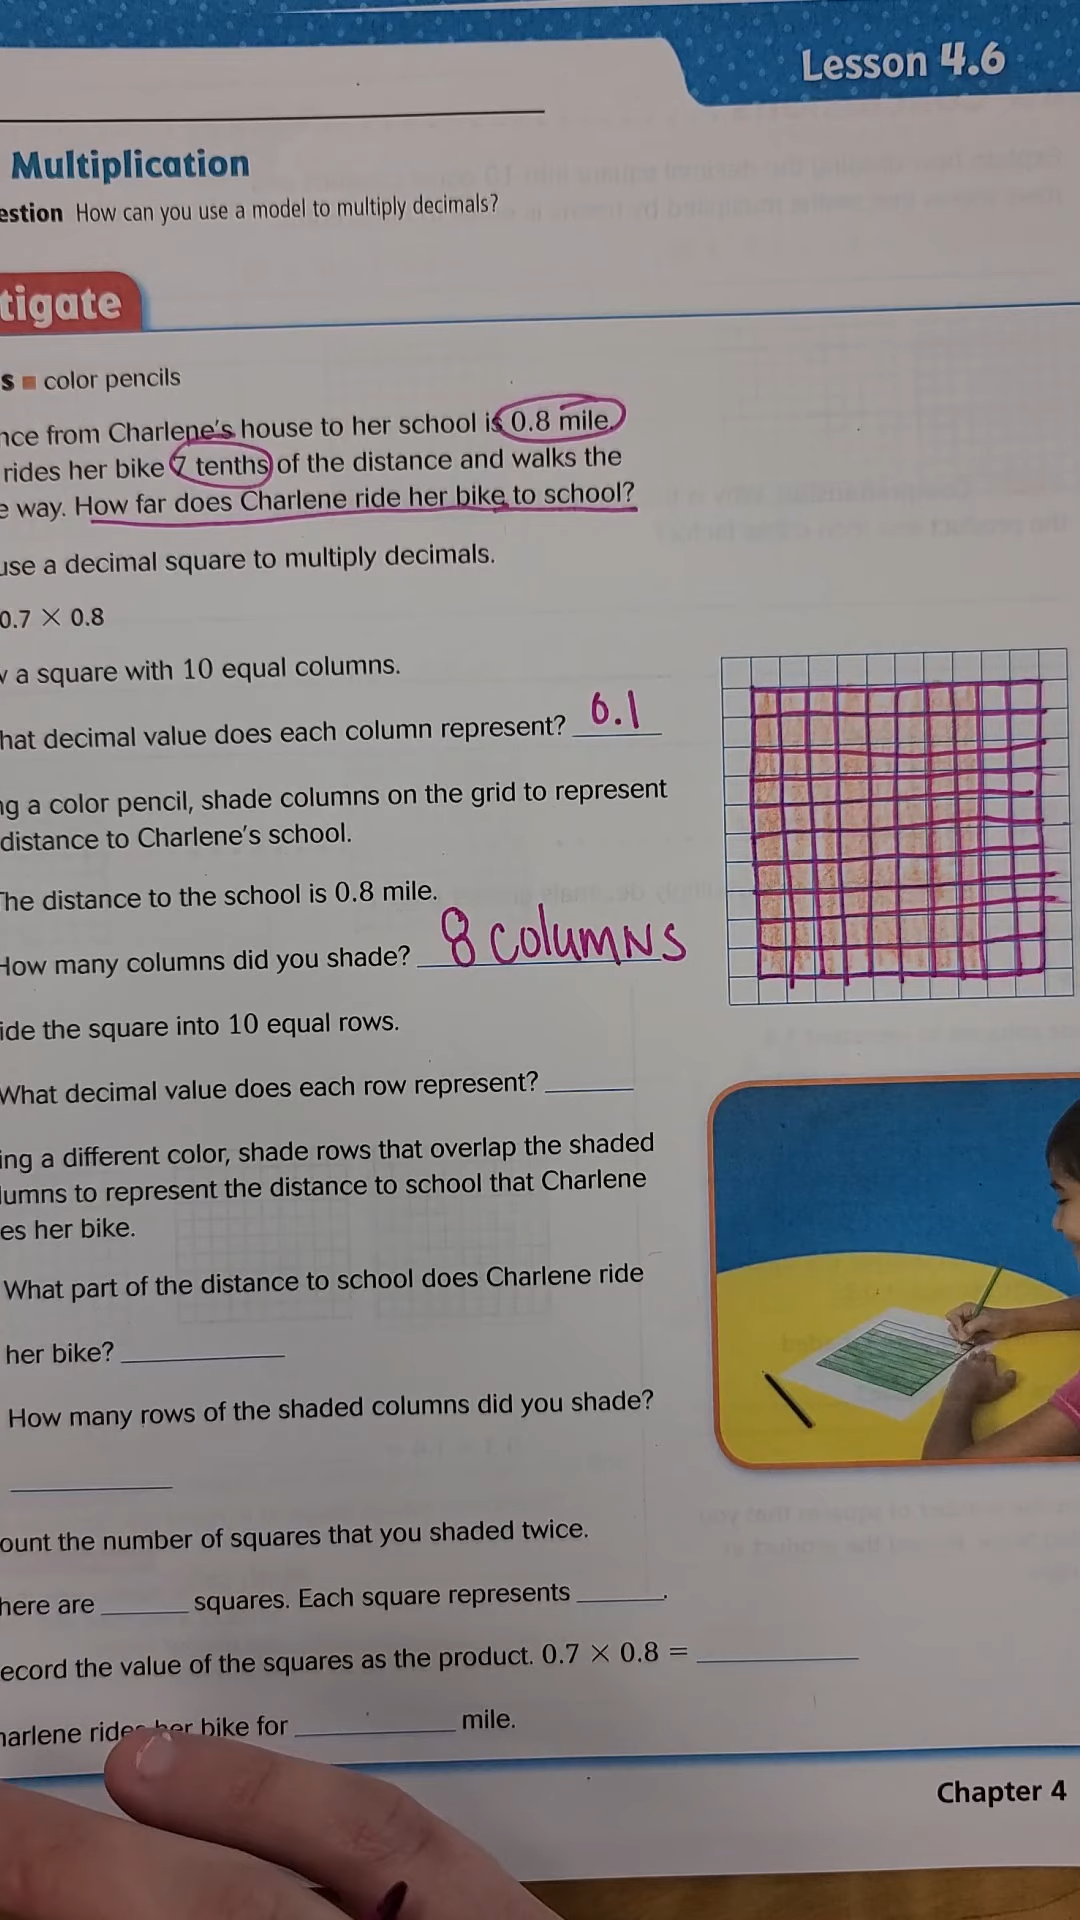 Lesson 4.6
Multiplication
estion How can you use a model to multiply decimals?
tigate
s ■ color pencils
nce from Charlene's house to her school is 0.8 mile.
rides her bike 7 tenths of the distance and walks the
e way. How far does Charlene ride her bike to school?
use a decimal square to multiply decimals.
0.7 × 0.8
w a square with 10 equal columns.
hat decimal value does each column represent? 0.1
ng a color pencil, shade columns on the grid to represent
distance to Charlene's school.
The distance to the school is 0.8 mile.
How many columns did you shade? 8 columns
ide the square into 10 equal rows.
What decimal value does each row represent?
ing a different color, shade rows that overlap the shaded
lumns to represent the distance to school that Charlene
es her bike.
What part of the distance to school does Charlene ride
her bike?
How many rows of the shaded columns did you shade?
ount the number of squares that you shaded twice.
here are ______ squares. Each square represents ______.
ecord the value of the squares as the product. 0.7 × 0.8 =
harlene rides her bike for ______ mile.
Chapter 4